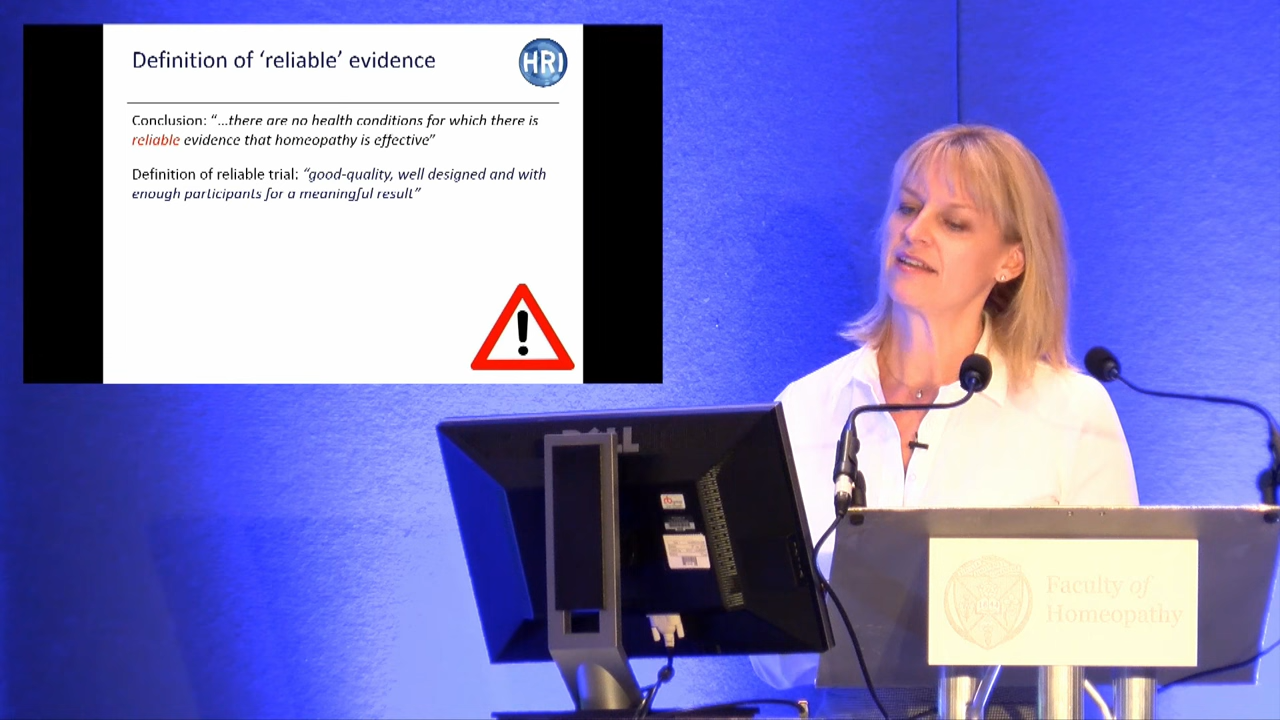 Definition of ‘reliable’ evidence
HRI
Conclusion: “…there are no health conditions for which there is
reliable evidence that homeopathy is effective”
Definition of reliable trial: “good-quality, well designed and with
enough participants for a meaningful result”
!
DELL
Faculty of
Homeopathy